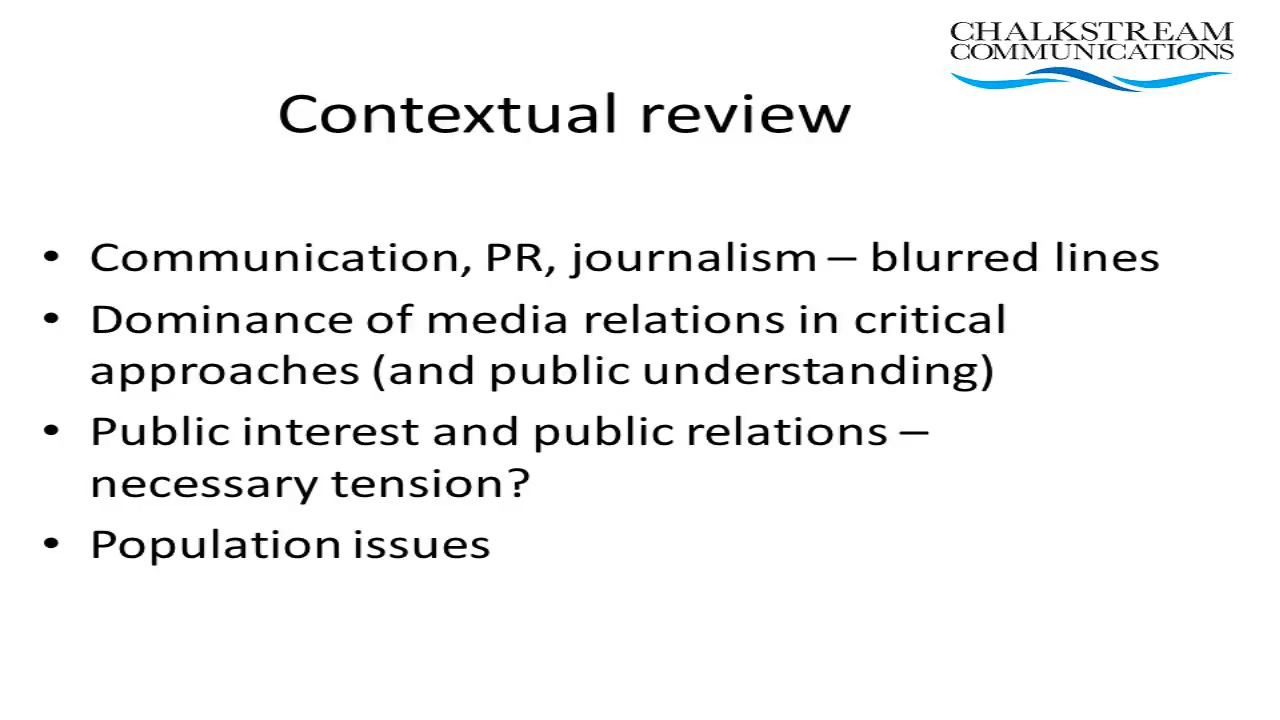 CHALKSTREAM
COMMUNICATIONS
Contextual review
• Communication, PR, journalism – blurred lines
• Dominance of media relations in critical
approaches (and public understanding)
• Public interest and public relations –
necessary tension?
• Population issues